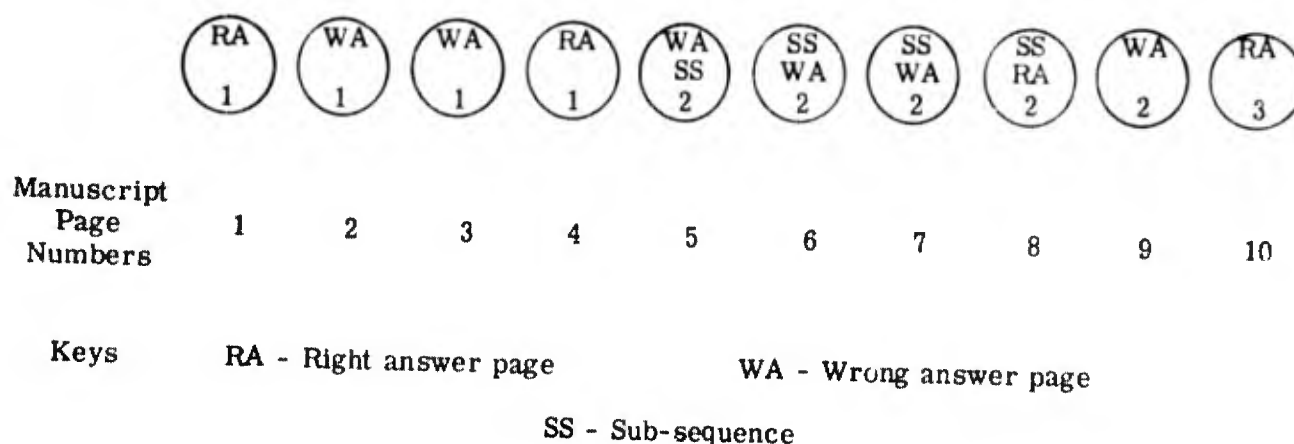 RA WA WA RA WA SS SS SS WA RA
SS WA WA RA
1 1 1 1 2 2 2 2 2 3
Manuscript
Page
Numbers
1 2 3 4 5 6 7 8 9 10
Keys RA - Right answer page WA - Wrong answer page
SS - Sub-sequence